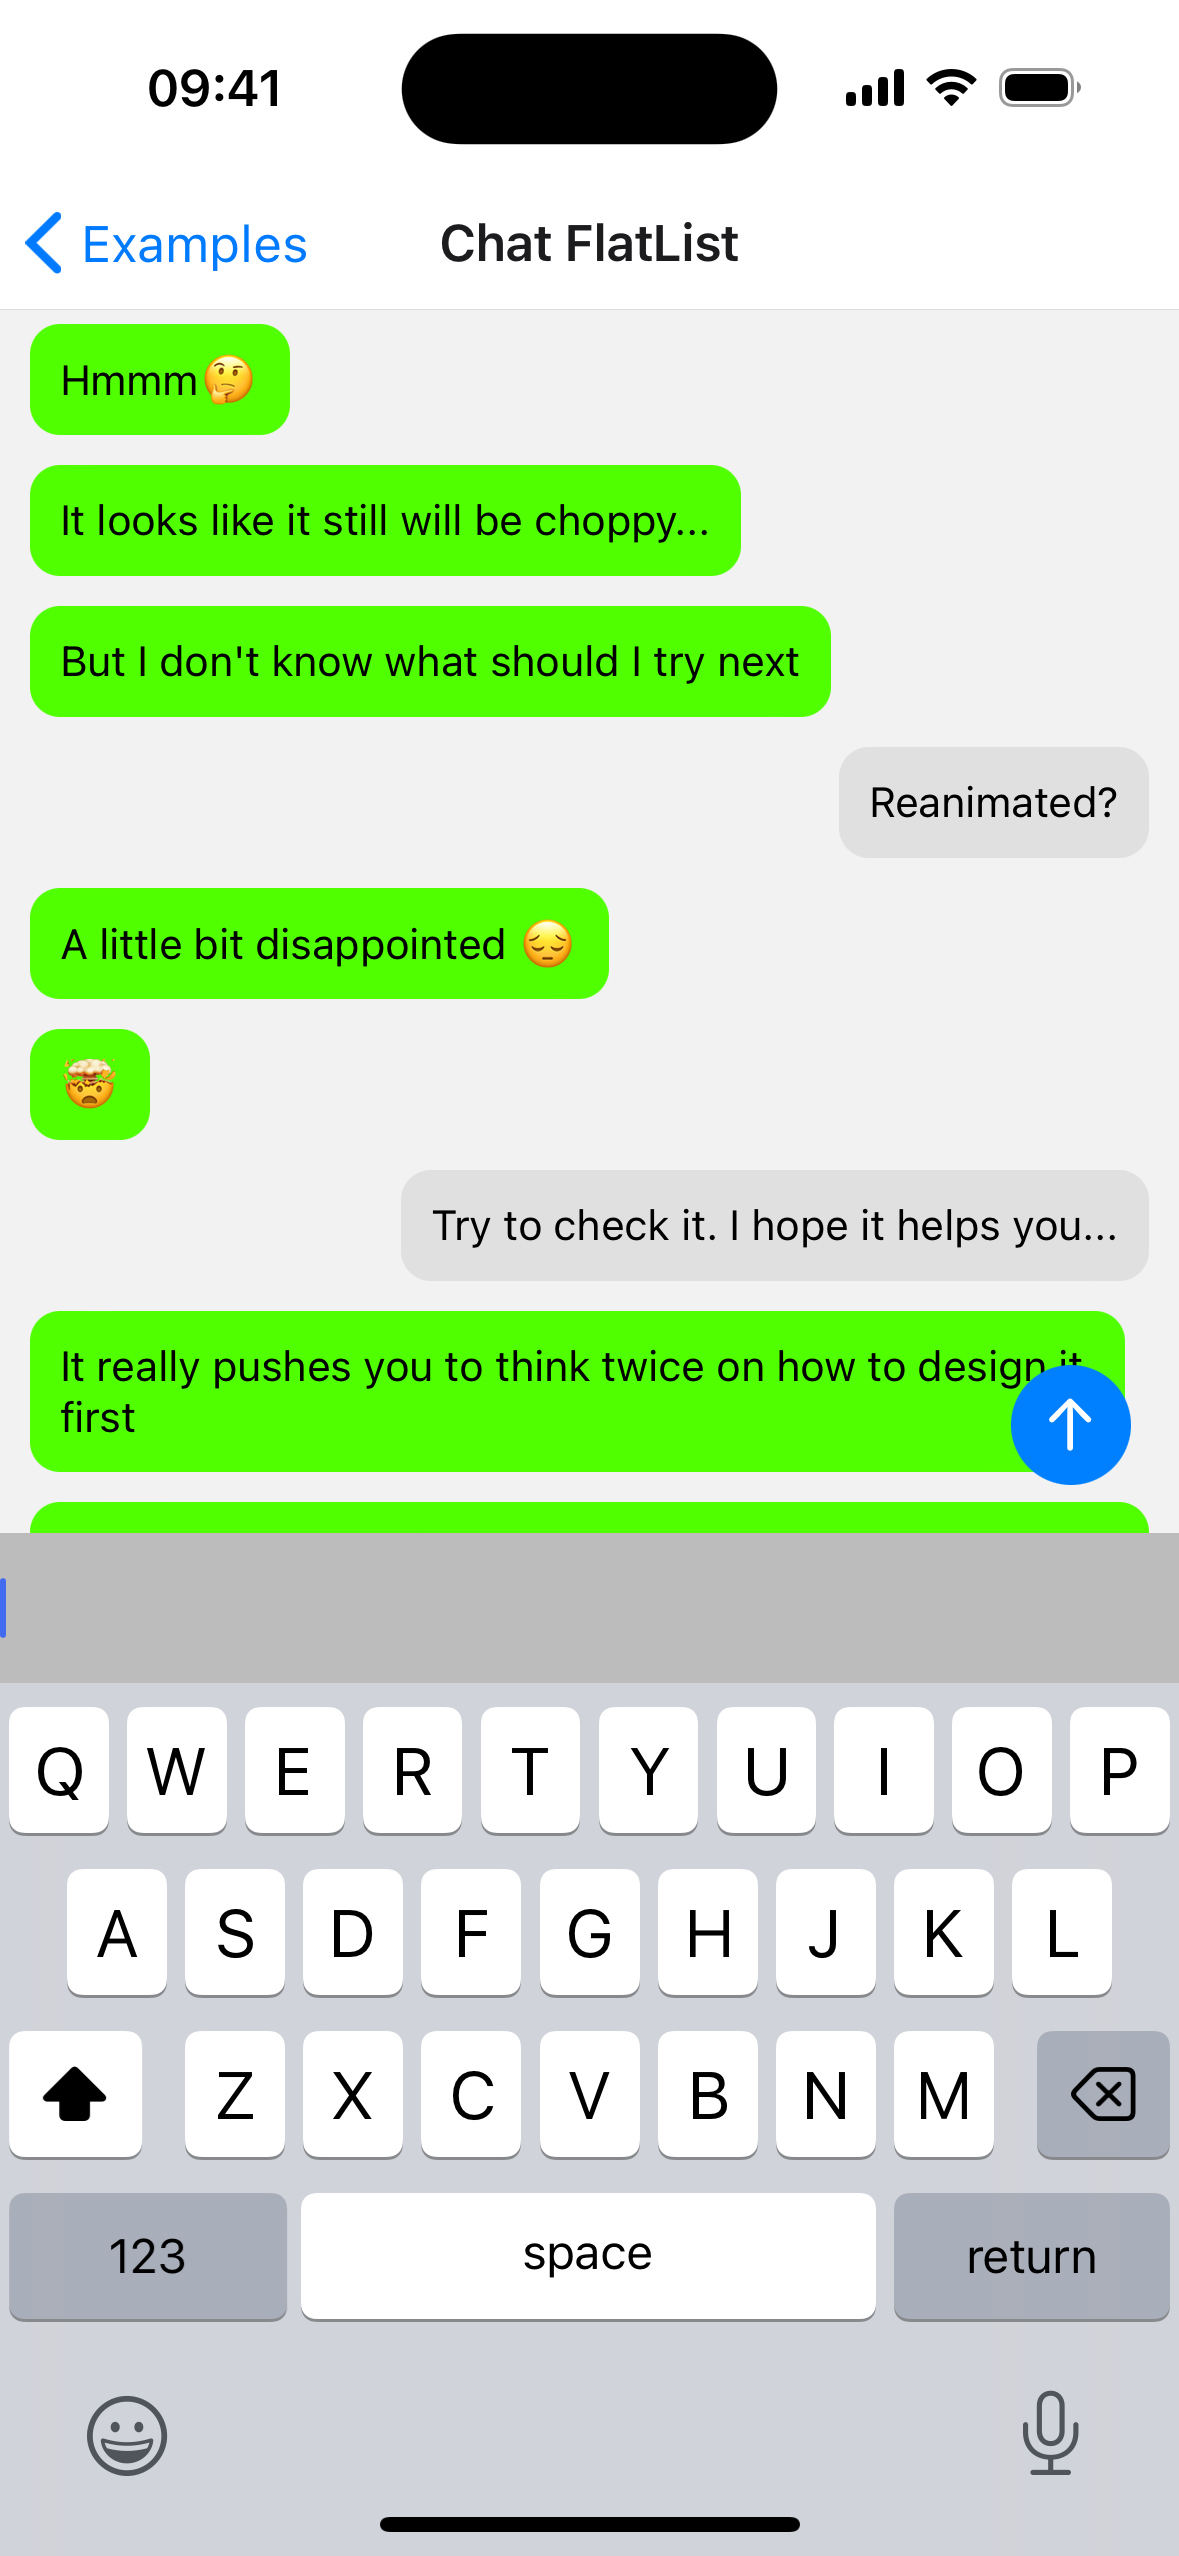 09:41
Examples
Chat FlatList
Hmmm🤔
It looks like it still will be choppy...
But I don't know what should I try next
Reanimated?
A little bit disappointed 😔
🤯
Try to check it. I hope it helps you...
It really pushes you to think twice on how to design it
first
Q W E R T Y U I O P
A S D F G H J K L
Z X C V B N M
123 space return